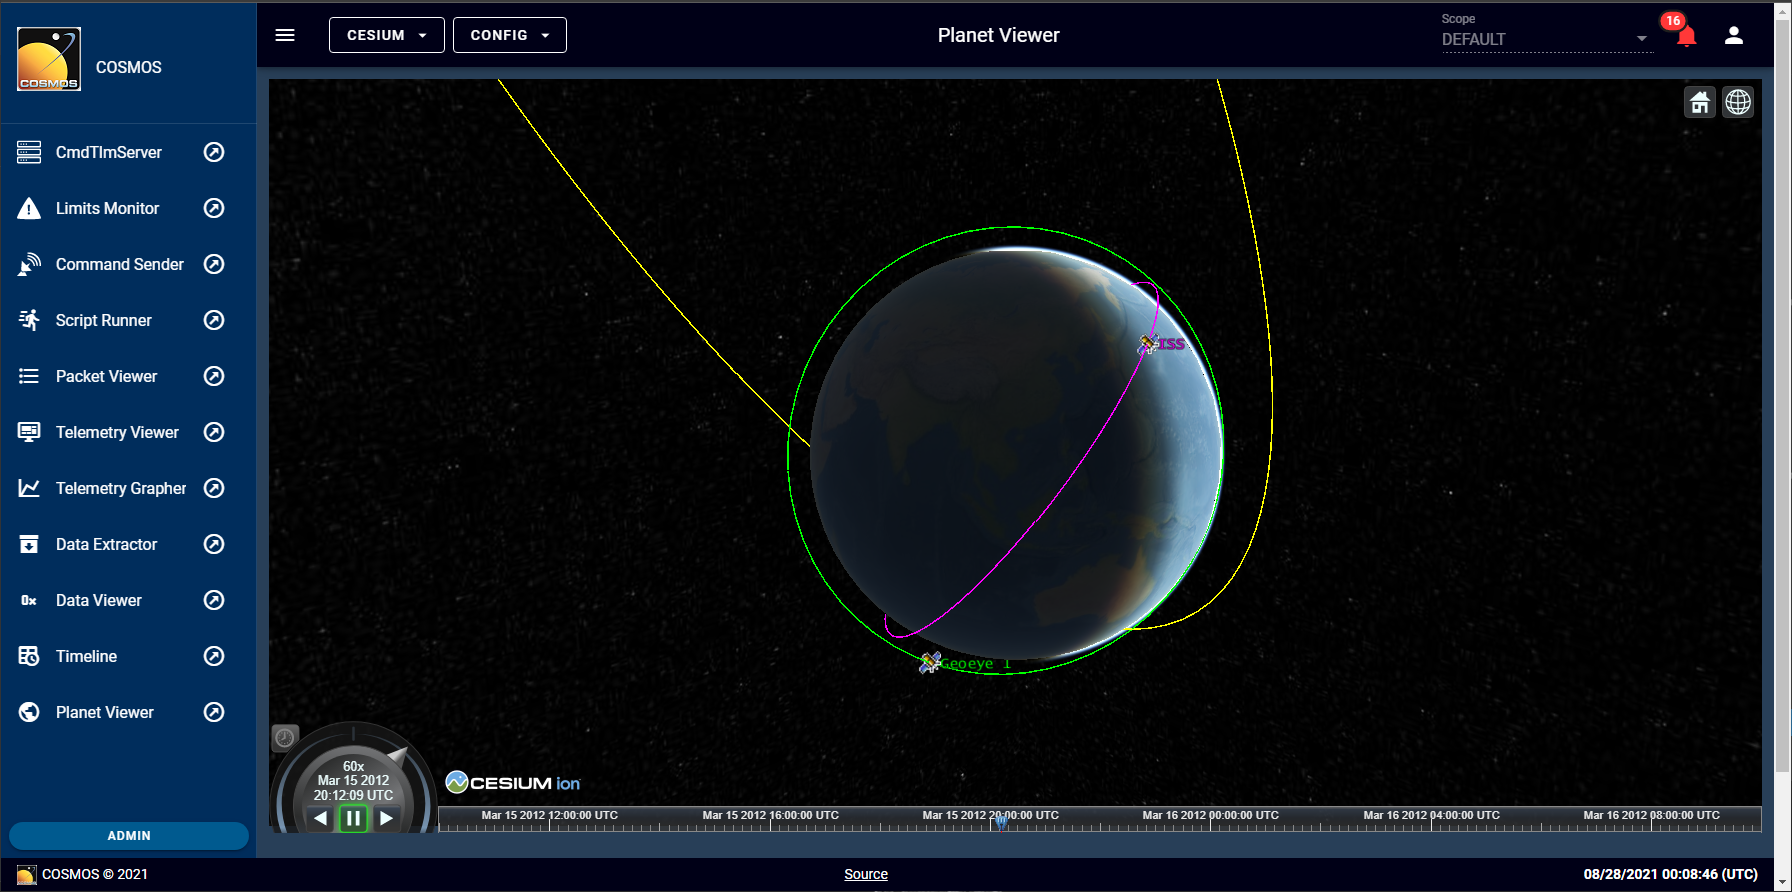 COSMOS
COSMOS
CESIUM
CONFIG
Planet Viewer
Scope
DEFAULT
16
CmdTlmServer
Limits Monitor
Command Sender
Script Runner
Packet Viewer
Telemetry Viewer
Telemetry Grapher
Data Extractor
0x
Data Viewer
Timeline
Planet Viewer
ADMIN
ISS
Geoeye 1
60x
Mar 15 2012
20:12:09 UTC
CESIUM ion
Mar 15 2012 12:00:00 UTC
Mar 15 2012 16:00:00 UTC
Mar 15 2012 20:00:00 UTC
Mar 16 2012 00:00:00 UTC
Mar 16 2012 04:00:00 UTC
Mar 16 2012 08:00:00 UTC
COSMOS © 2021
Source
08/28/2021 00:08:46 (UTC)